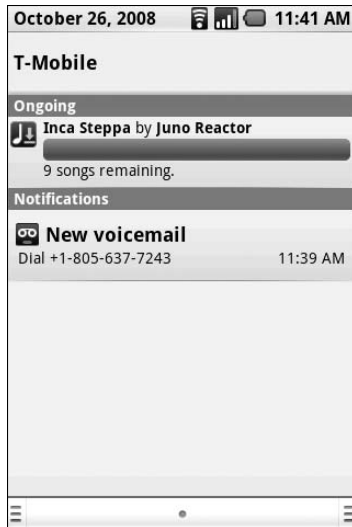 October 26, 2008 11:41 AM
T-Mobile
Ongoing
Inca Steppa by Juno Reactor
9 songs remaining.
Notifications
New voicemail
Dial +1-805-637-7243 11:39 AM